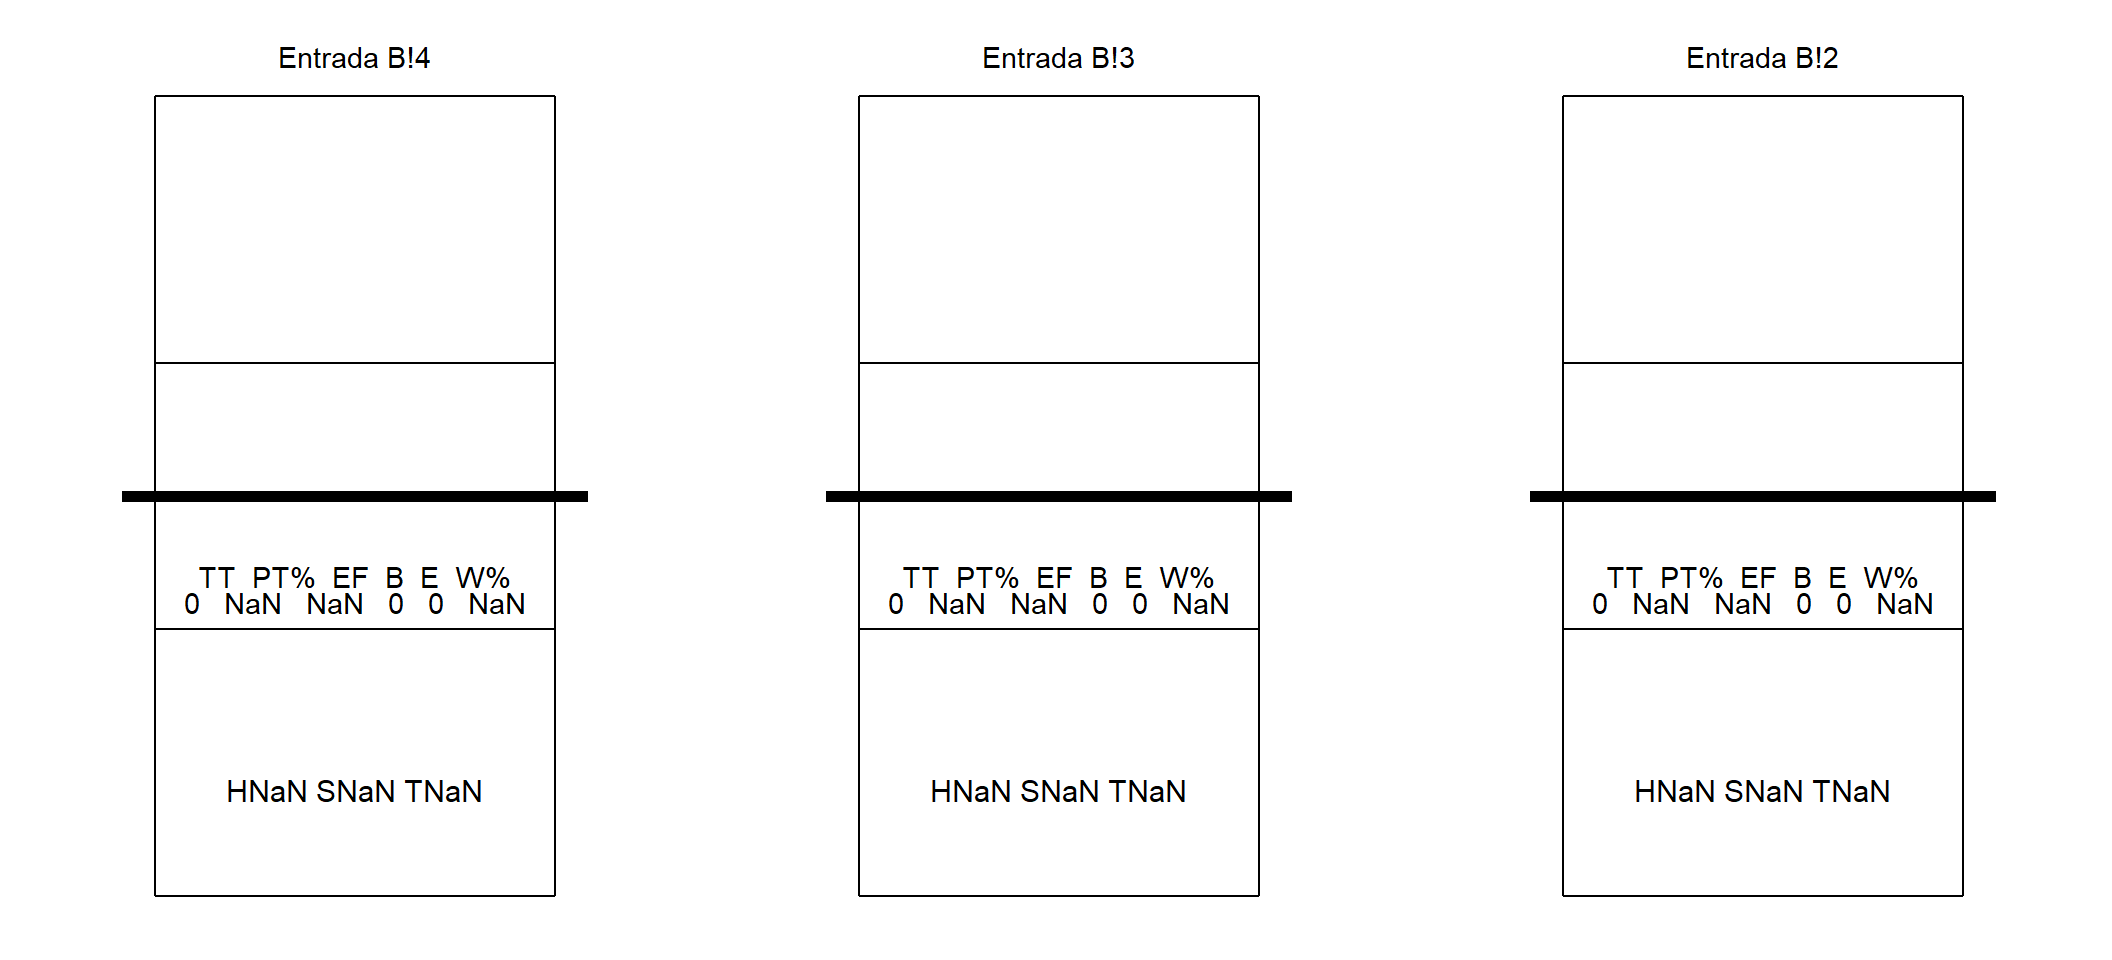 Entrada B!4
TT PT% EF B E W%
0 NaN NaN 0 0 NaN
HNaN SNaN TNaN
Entrada B!3
TT PT% EF B E W%
0 NaN NaN 0 0 NaN
HNaN SNaN TNaN
Entrada B!2
TT PT% EF B E W%
0 NaN NaN 0 0 NaN
HNaN SNaN TNaN